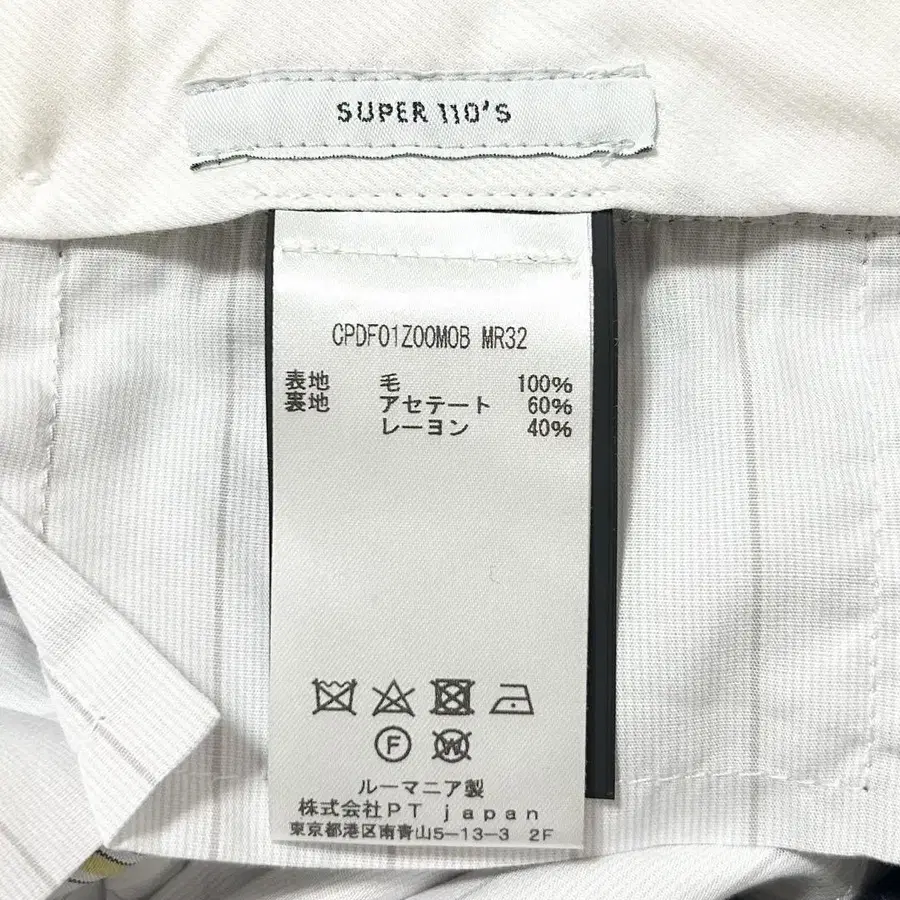 SUPER 110'S
CPDF01Z00MOB MR32
表地 毛 100%
裏地 アセテート 60%
レーヨン 40%
F W
ルーマニア製
株式会社PT japan
東京都港区南青山5-13-3 2F